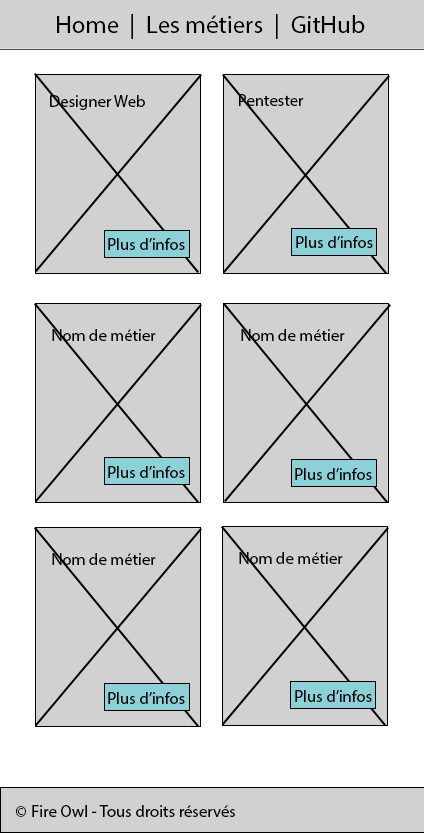 Home | Les métiers | GitHub
Designer Web
Pentester
Plus d’infos
Plus d’infos
Nom de métier
Nom de métier
Plus d’infos
Plus d’infos
Nom de métier
Nom de métier
Plus d’infos
Plus d’infos
© Fire Owl - Tous droits réservés